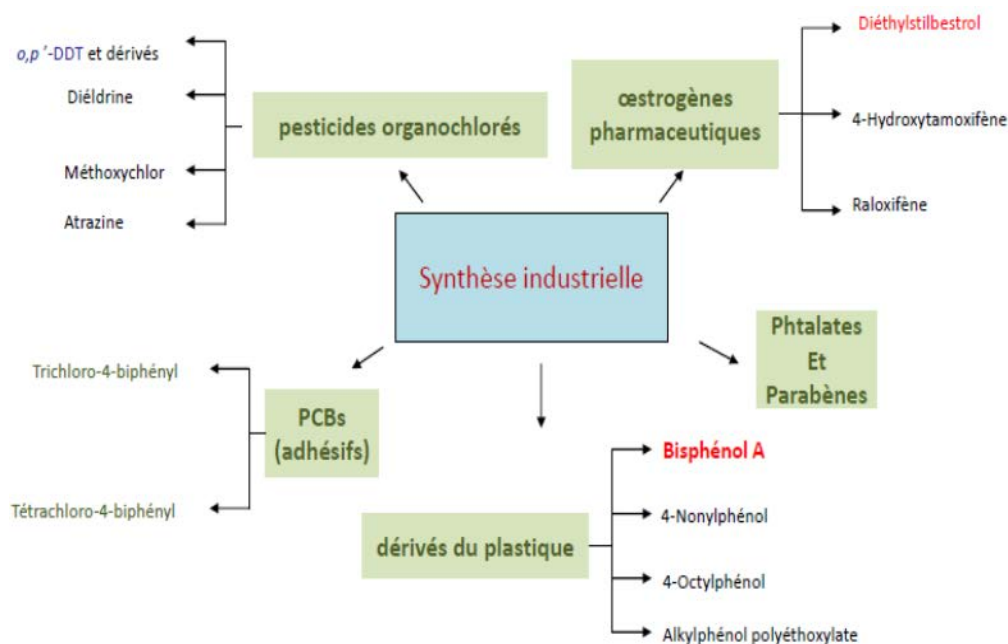 o,p'-DDT et dérivés
Diéldrine
Méthoxychlor
Atrazine
pesticides organochlorés
œstrogènes
pharmaceutiques
Diéthylstilbestrol
4-Hydroxytamoxifène
Raloxifène
Synthèse industrielle
Phtalates
Et
Parabènes
Trichloro-4-biphényl
Tétrachloro-4-biphényl
PCBs
(adhésifs)
dérivés du plastique
Bisphénol A
4-Nonylphénol
4-Octylphénol
Alkylphénol polyéthoxylate